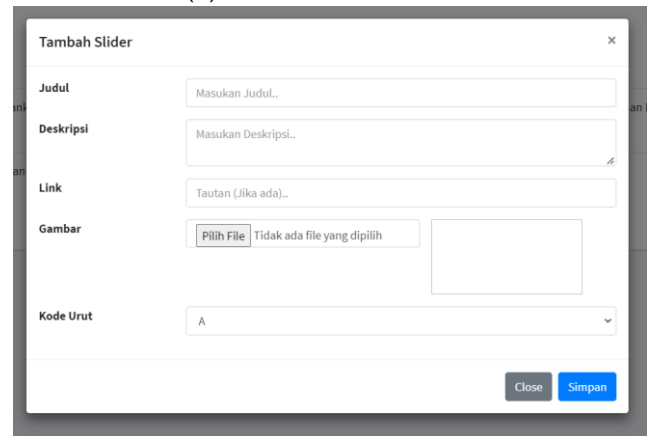 Tambah Slider ×
Judul Masukan Judul..
Deskripsi Masukan Deskripsi..
Link Tautan (Jika ada)..
Gambar Pilih File Tidak ada file yang dipilih
Kode Urut A
Close Simpan